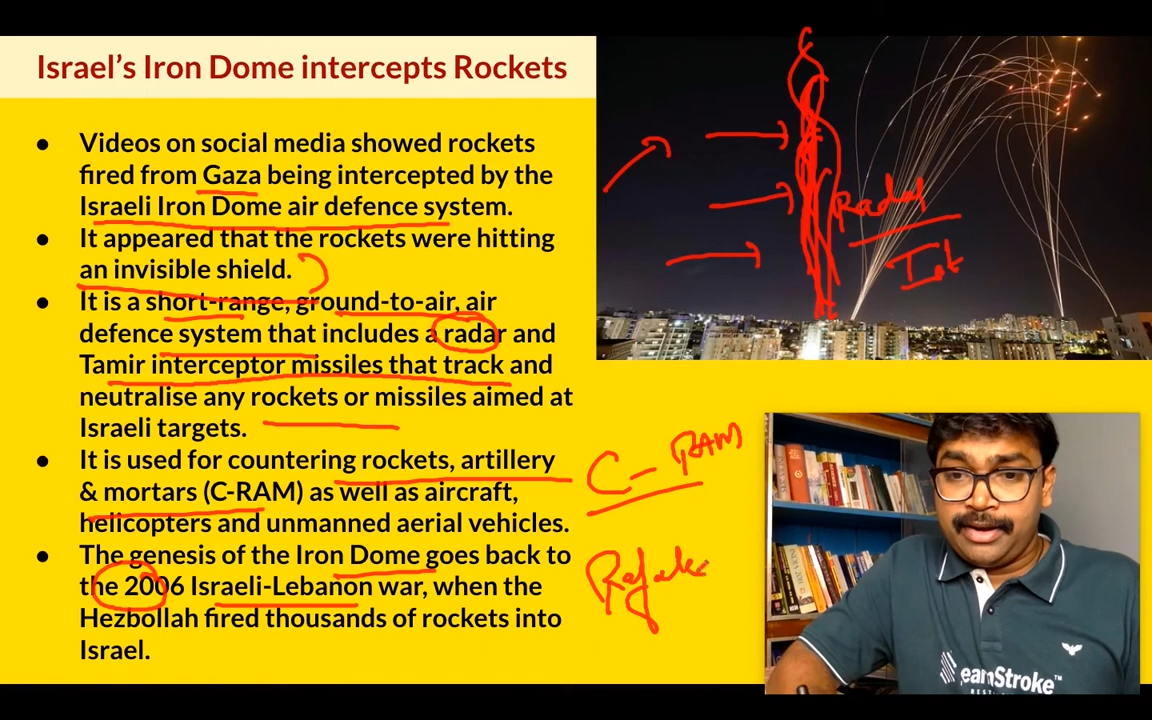 Israel's Iron Dome intercepts Rockets
● Videos on social media showed rockets
fired from Gaza being intercepted by the
Israeli Iron Dome air defence system.
● It appeared that the rockets were hitting
an invisible shield.
● It is a short-range, ground-to-air, air
defence system that includes a radar and
Tamir interceptor missiles that track and
neutralise any rockets or missiles aimed at
Israeli targets.
● It is used for countering rockets, artillery
& mortars (C-RAM) as well as aircraft,
helicopters and unmanned aerial vehicles.
● The genesis of the Iron Dome goes back to
the 2006 Israeli-Lebanon war, when the
Hezbollah fired thousands of rockets into
Israel.
Radar
Int
C-RAM